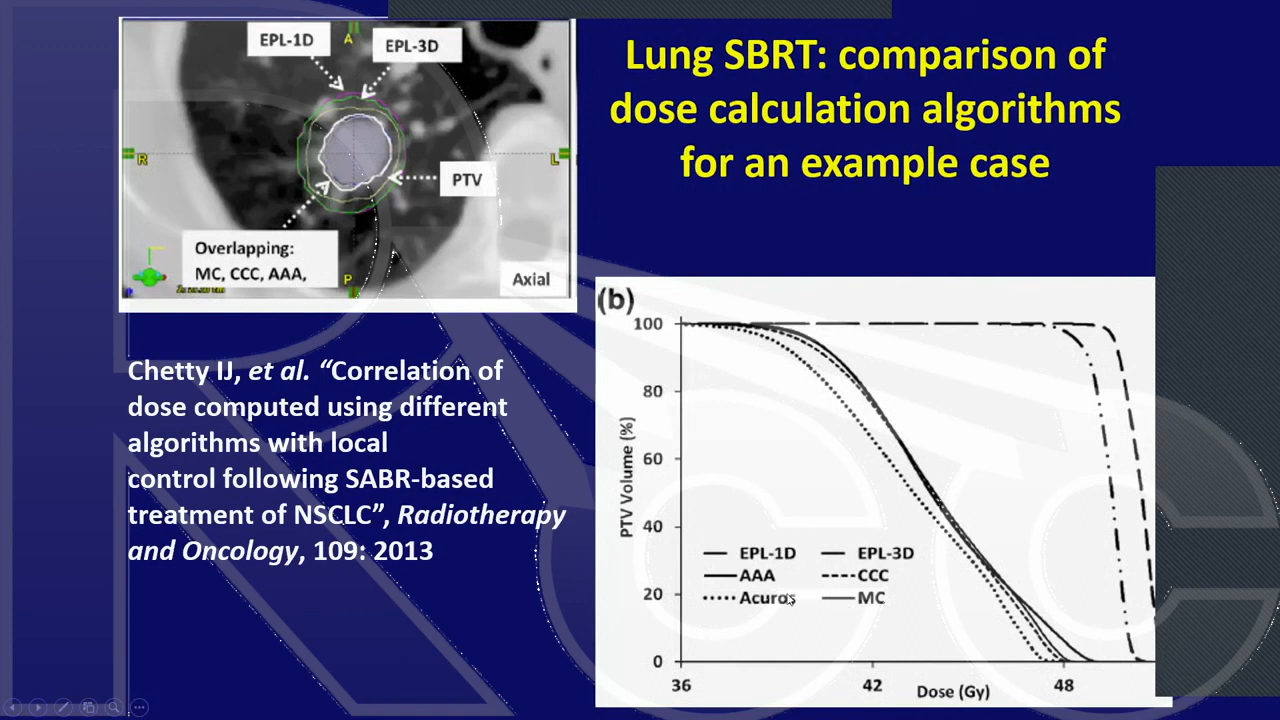 EPL-1D
A
EPL-3D
R
L
PTV
Overlapping:
MC, CCC, AAA,
P
Axial
Lung SBRT: comparison of
dose calculation algorithms
for an example case
Chetty IJ, et al. “Correlation of
dose computed using different
algorithms with local
control following SABR-based
treatment of NSCLC”, Radiotherapy
and Oncology, 109: 2013
(b)
100
80
60
40
20
0
PTV Volume (%)
EPL-1D EPL-3D
AAA CCC
Acuros MC
36 42 48
Dose (Gy)